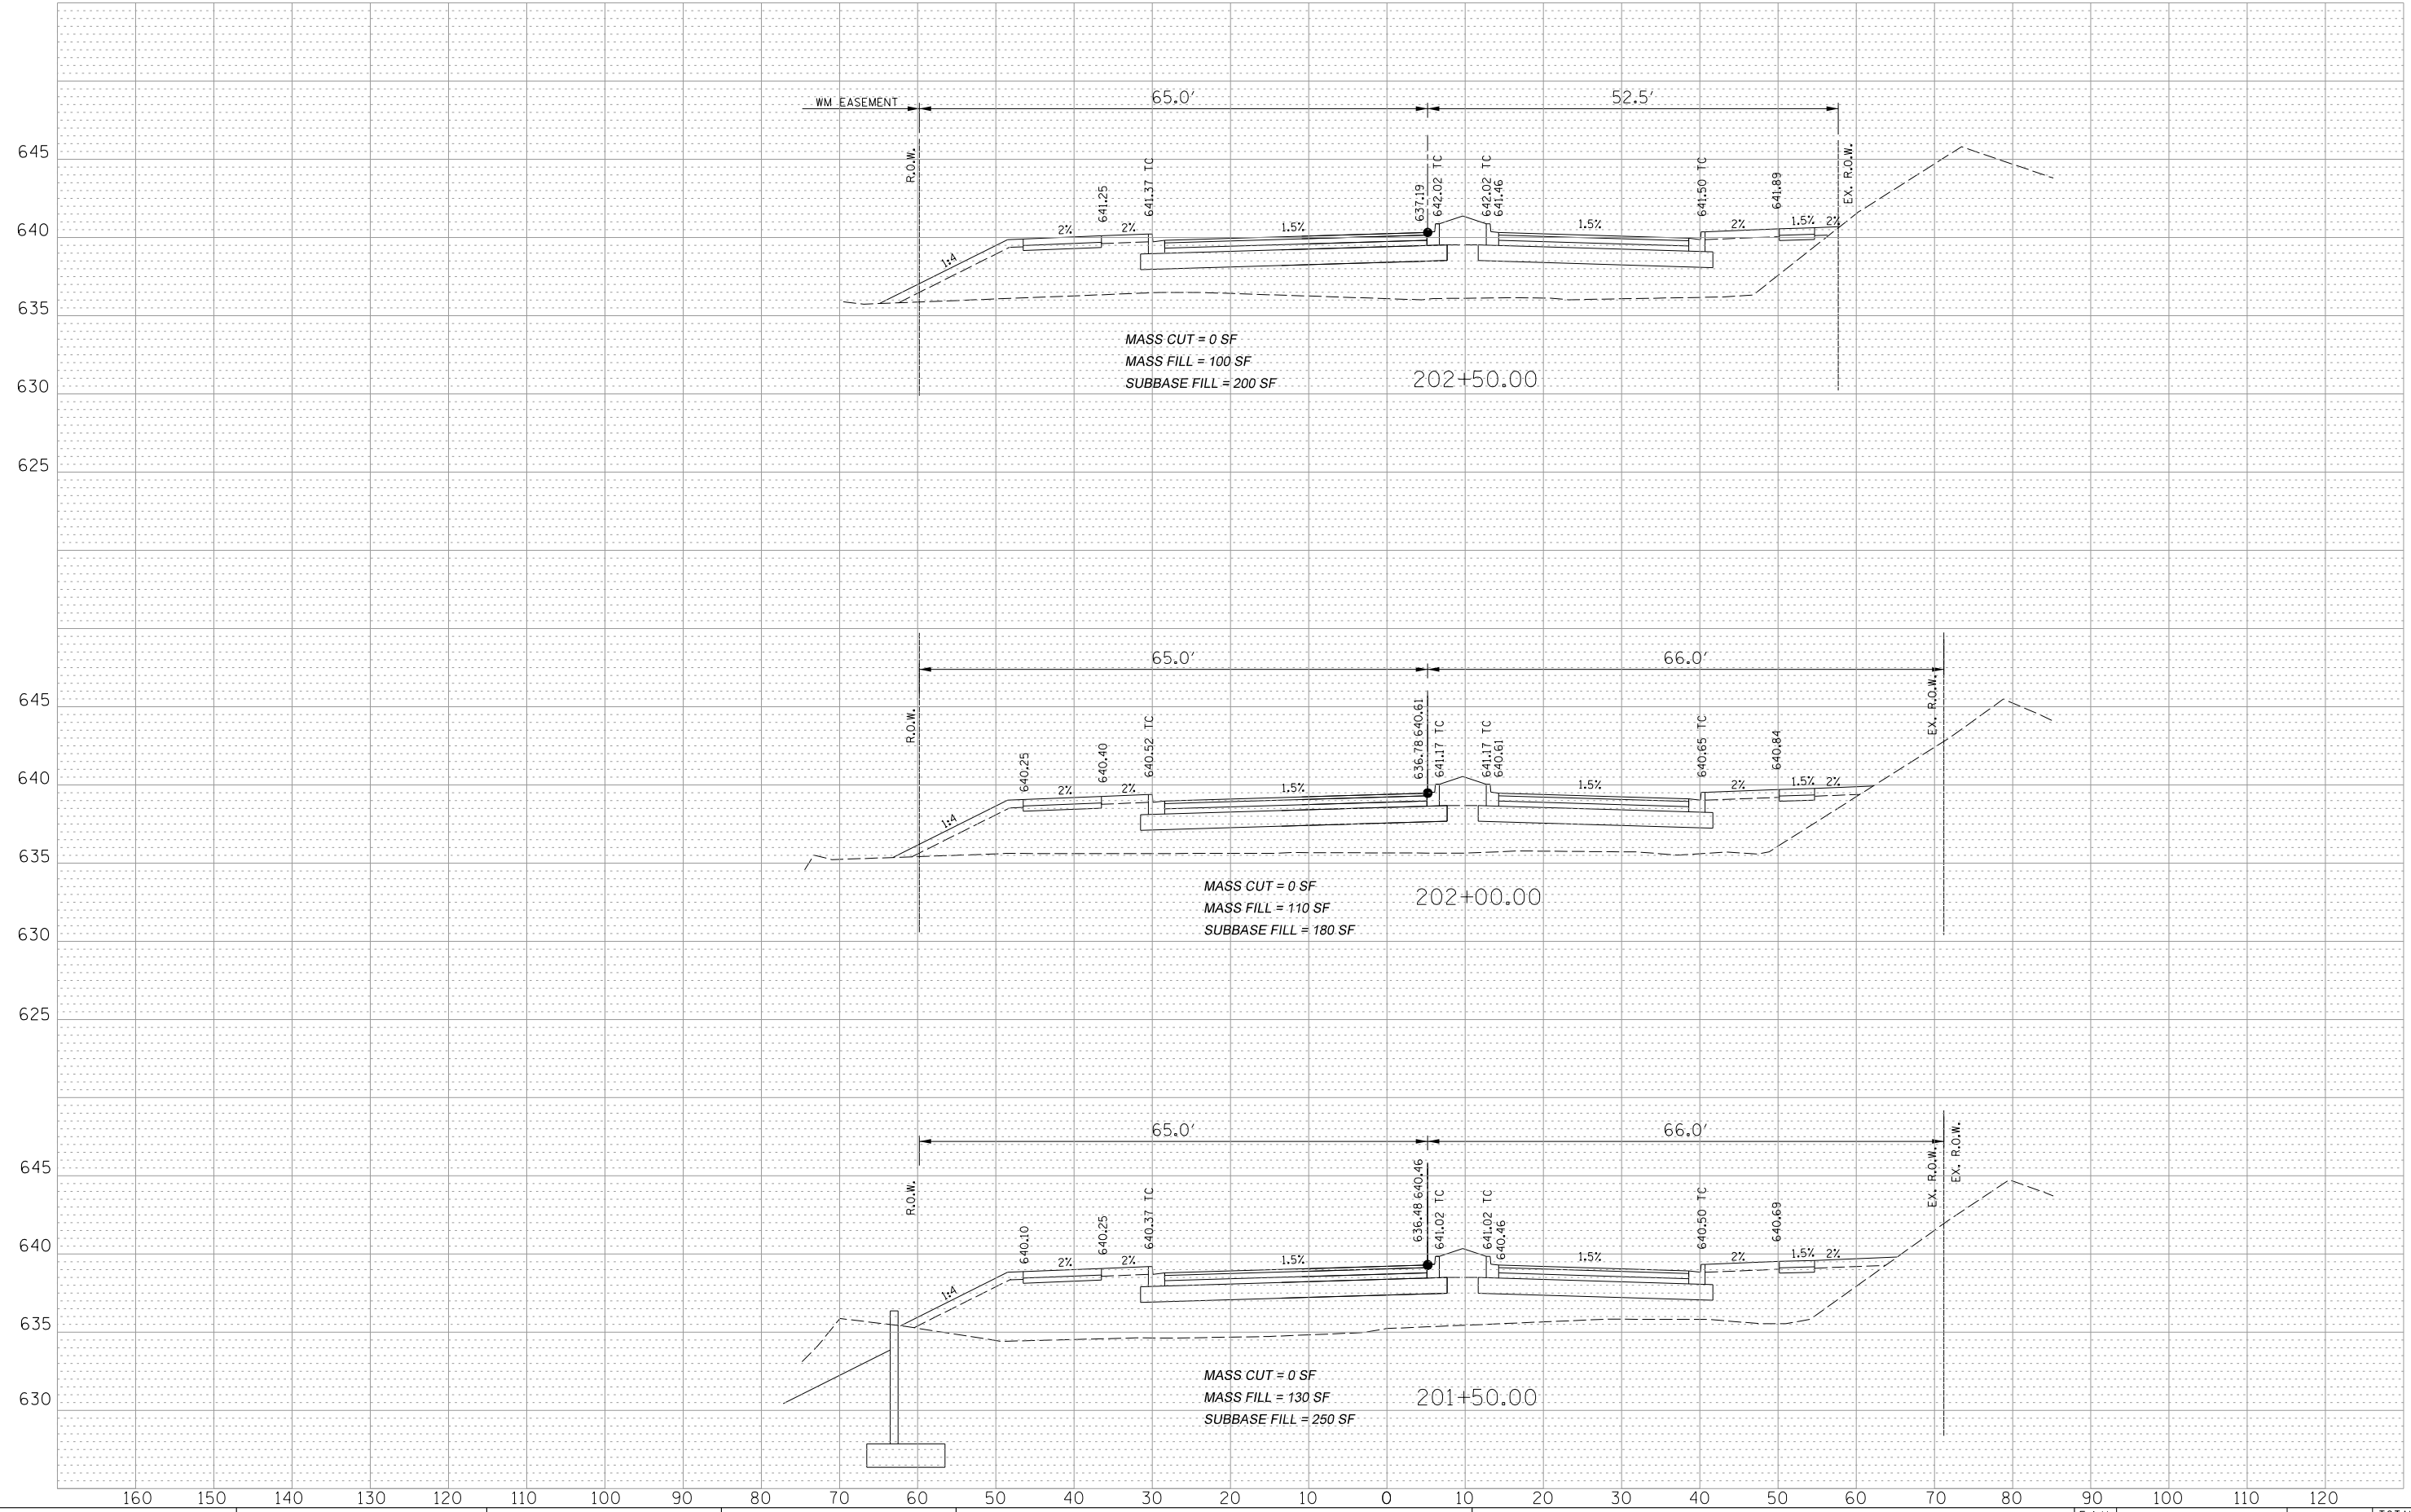 WM EASEMENT
65.0'
52.5'
645
R.O.W.
641.25
641.37 TC
637.19
642.02 TC
642.02 TC
641.46
641.50 TC
641.89
EX. R.O.W.
640
1:4
2%
2%
1.5%
1.5%
2%
1.5%
2%
635
MASS CUT = 0 SF
MASS FILL = 100 SF
SUBBASE FILL = 200 SF
202+50.00
630
625
65.0'
66.0'
645
R.O.W.
640.25
640.40
640.52 TC
636.78 640.61
641.17 TC
641.17 TC
640.61
640.65 TC
640.84
EX. R.O.W.
640
1:4
2%
2%
1.5%
1.5%
2%
1.5%
2%
635
MASS CUT = 0 SF
MASS FILL = 110 SF
SUBBASE FILL = 180 SF
202+00.00
630
625
65.0'
66.0'
645
R.O.W.
640.10
640.25
640.37 TC
636.48 640.46
641.02 TC
641.02 TC
640.46
640.50 TC
640.69
EX. R.O.W.
EX. R.O.W.
640
1:4
2%
2%
1.5%
1.5%
2%
1.5%
2%
635
MASS CUT = 0 SF
MASS FILL = 130 SF
SUBBASE FILL = 250 SF
201+50.00
630
160 150 140 130 120 110 100 90 80 70 60 50 40 30 20 10 0 10 20 30 40 50 60 70 80 90 100 110 120